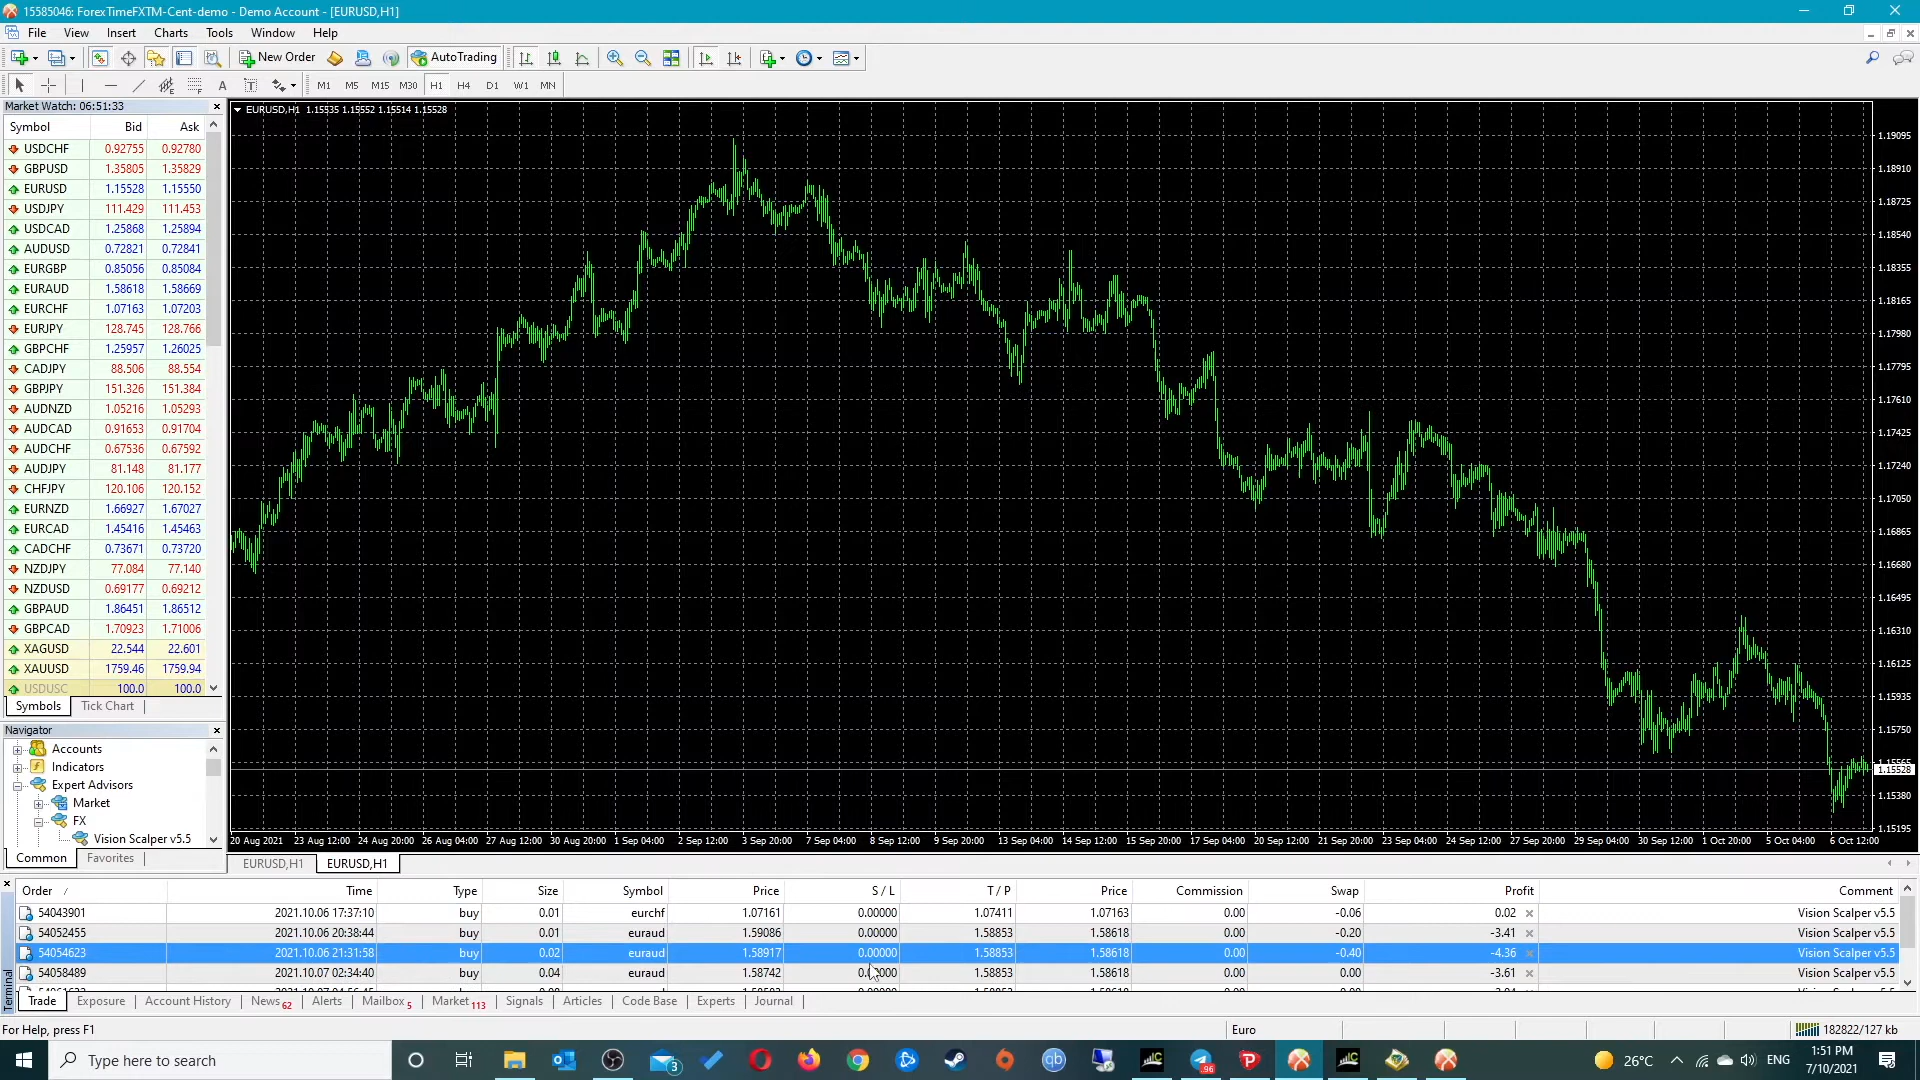 15585046: ForexTimeFXTM-Cent-demo - Demo Account - [EURUSD,H1]
File View Insert Charts Tools Window Help
New Order AutoTrading
A T M1 M5 M15 M30 H1 H4 D1 W1 MN
Market Watch: 06:51:33
Symbol Bid Ask
USDCHF 0.92755 0.92780
GBPUSD 1.35805 1.35829
EURUSD 1.15528 1.15550
USDJPY 111.429 111.453
USDCAD 1.25868 1.25894
AUDUSD 0.72821 0.72841
EURGBP 0.85056 0.85084
EURAUD 1.58618 1.58669
EURCHF 1.07163 1.07203
EURJPY 128.745 128.766
GBPCHF 1.25957 1.26025
CADJPY 88.506 88.554
GBPJPY 151.326 151.384
AUDNZD 1.05216 1.05293
AUDCAD 0.91653 0.91704
AUDCHF 0.67536 0.67592
AUDJPY 81.148 81.177
CHFJPY 120.106 120.152
EURNZD 1.66927 1.67027
EURCAD 1.45416 1.45463
CADCHF 0.73671 0.73720
NZDJPY 77.084 77.140
NZDUSD 0.69177 0.69212
GBPAUD 1.86451 1.86512
GBPCAD 1.70923 1.71006
XAGUSD 22.544 22.601
XAUUSD 1759.46 1759.94
USDUSC 100.0 100.0
Symbols Tick Chart
Navigator
Accounts
Indicators
Expert Advisors
Market
FX
Vision Scalper v5.5
Common Favorites
EURUSD,H1 1.15535 1.15552 1.15514 1.15528
1.19095
1.18910
1.18725
1.18540
1.18355
1.18165
1.17980
1.17795
1.17610
1.17425
1.17240
1.17050
1.16865
1.16680
1.16495
1.16310
1.16125
1.15935
1.15750
1.15565
1.15528
1.15380
1.15195
20 Aug 2021 23 Aug 12:00 24 Aug 20:00 26 Aug 04:00 27 Aug 12:00 30 Aug 20:00 1 Sep 04:00 2 Sep 12:00 3 Sep 20:00 7 Sep 04:00 8 Sep 12:00 9 Sep 20:00 13 Sep 04:00 14 Sep 12:00 15 Sep 20:00 17 Sep 04:00 20 Sep 12:00 21 Sep 20:00 23 Sep 04:00 24 Sep 12:00 27 Sep 20:00 29 Sep 04:00 30 Sep 12:00 1 Oct 20:00 5 Oct 04:00 6 Oct 12:00
EURUSD,H1 EURUSD,H1
Order / Time Type Size Symbol Price S / L T / P Price Commission Swap Profit Comment
54043901 2021.10.06 17:37:10 buy 0.01 eurchf 1.07161 0.00000 1.07411 1.07163 0.00 -0.06 0.02 Vision Scalper v5.5
54052455 2021.10.06 20:38:44 buy 0.01 euraud 1.59086 0.00000 1.58853 1.58618 0.00 -0.20 -3.41 Vision Scalper v5.5
54054623 2021.10.06 21:31:58 buy 0.02 euraud 1.58917 0.00000 1.58853 1.58618 0.00 -0.40 -4.36 Vision Scalper v5.5
54058489 2021.10.07 02:34:40 buy 0.04 euraud 1.58742 0.00000 1.58853 1.58618 0.00 0.00 -3.61 Vision Scalper v5.5
Terminal
Trade Exposure Account History News 62 Alerts Mailbox 5 Market 113 Signals Articles Code Base Experts Journal
For Help, press F1 Euro 182822/127 kb
Type here to search 3 qb 96 26°C ENG 1:51 PM
7/10/2021